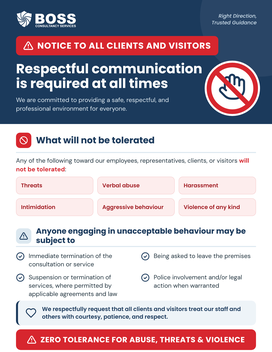 BOSS
CONSULTANCY SERVICES
Right Direction,
Trusted Guidance
NOTICE TO ALL CLIENTS AND VISITORS
Respectful communication
is required at all times
We are committed to providing a safe, respectful, and
professional environment for everyone.
What will not be tolerated
Any of the following toward our employees, representatives, clients, or visitors will
not be tolerated:
Threats
Verbal abuse
Harassment
Intimidation
Aggressive behaviour
Violence of any kind
Anyone engaging in unacceptable behaviour may be
subject to
Immediate termination of the
consultation or service
Being asked to leave the premises
Suspension or termination of
services, where permitted by
applicable agreements and law
Police involvement and/or legal
action when warranted
We respectfully request that all clients and visitors treat our staff and
others with courtesy, patience, and respect.
ZERO TOLERANCE FOR ABUSE, THREATS & VIOLENCE